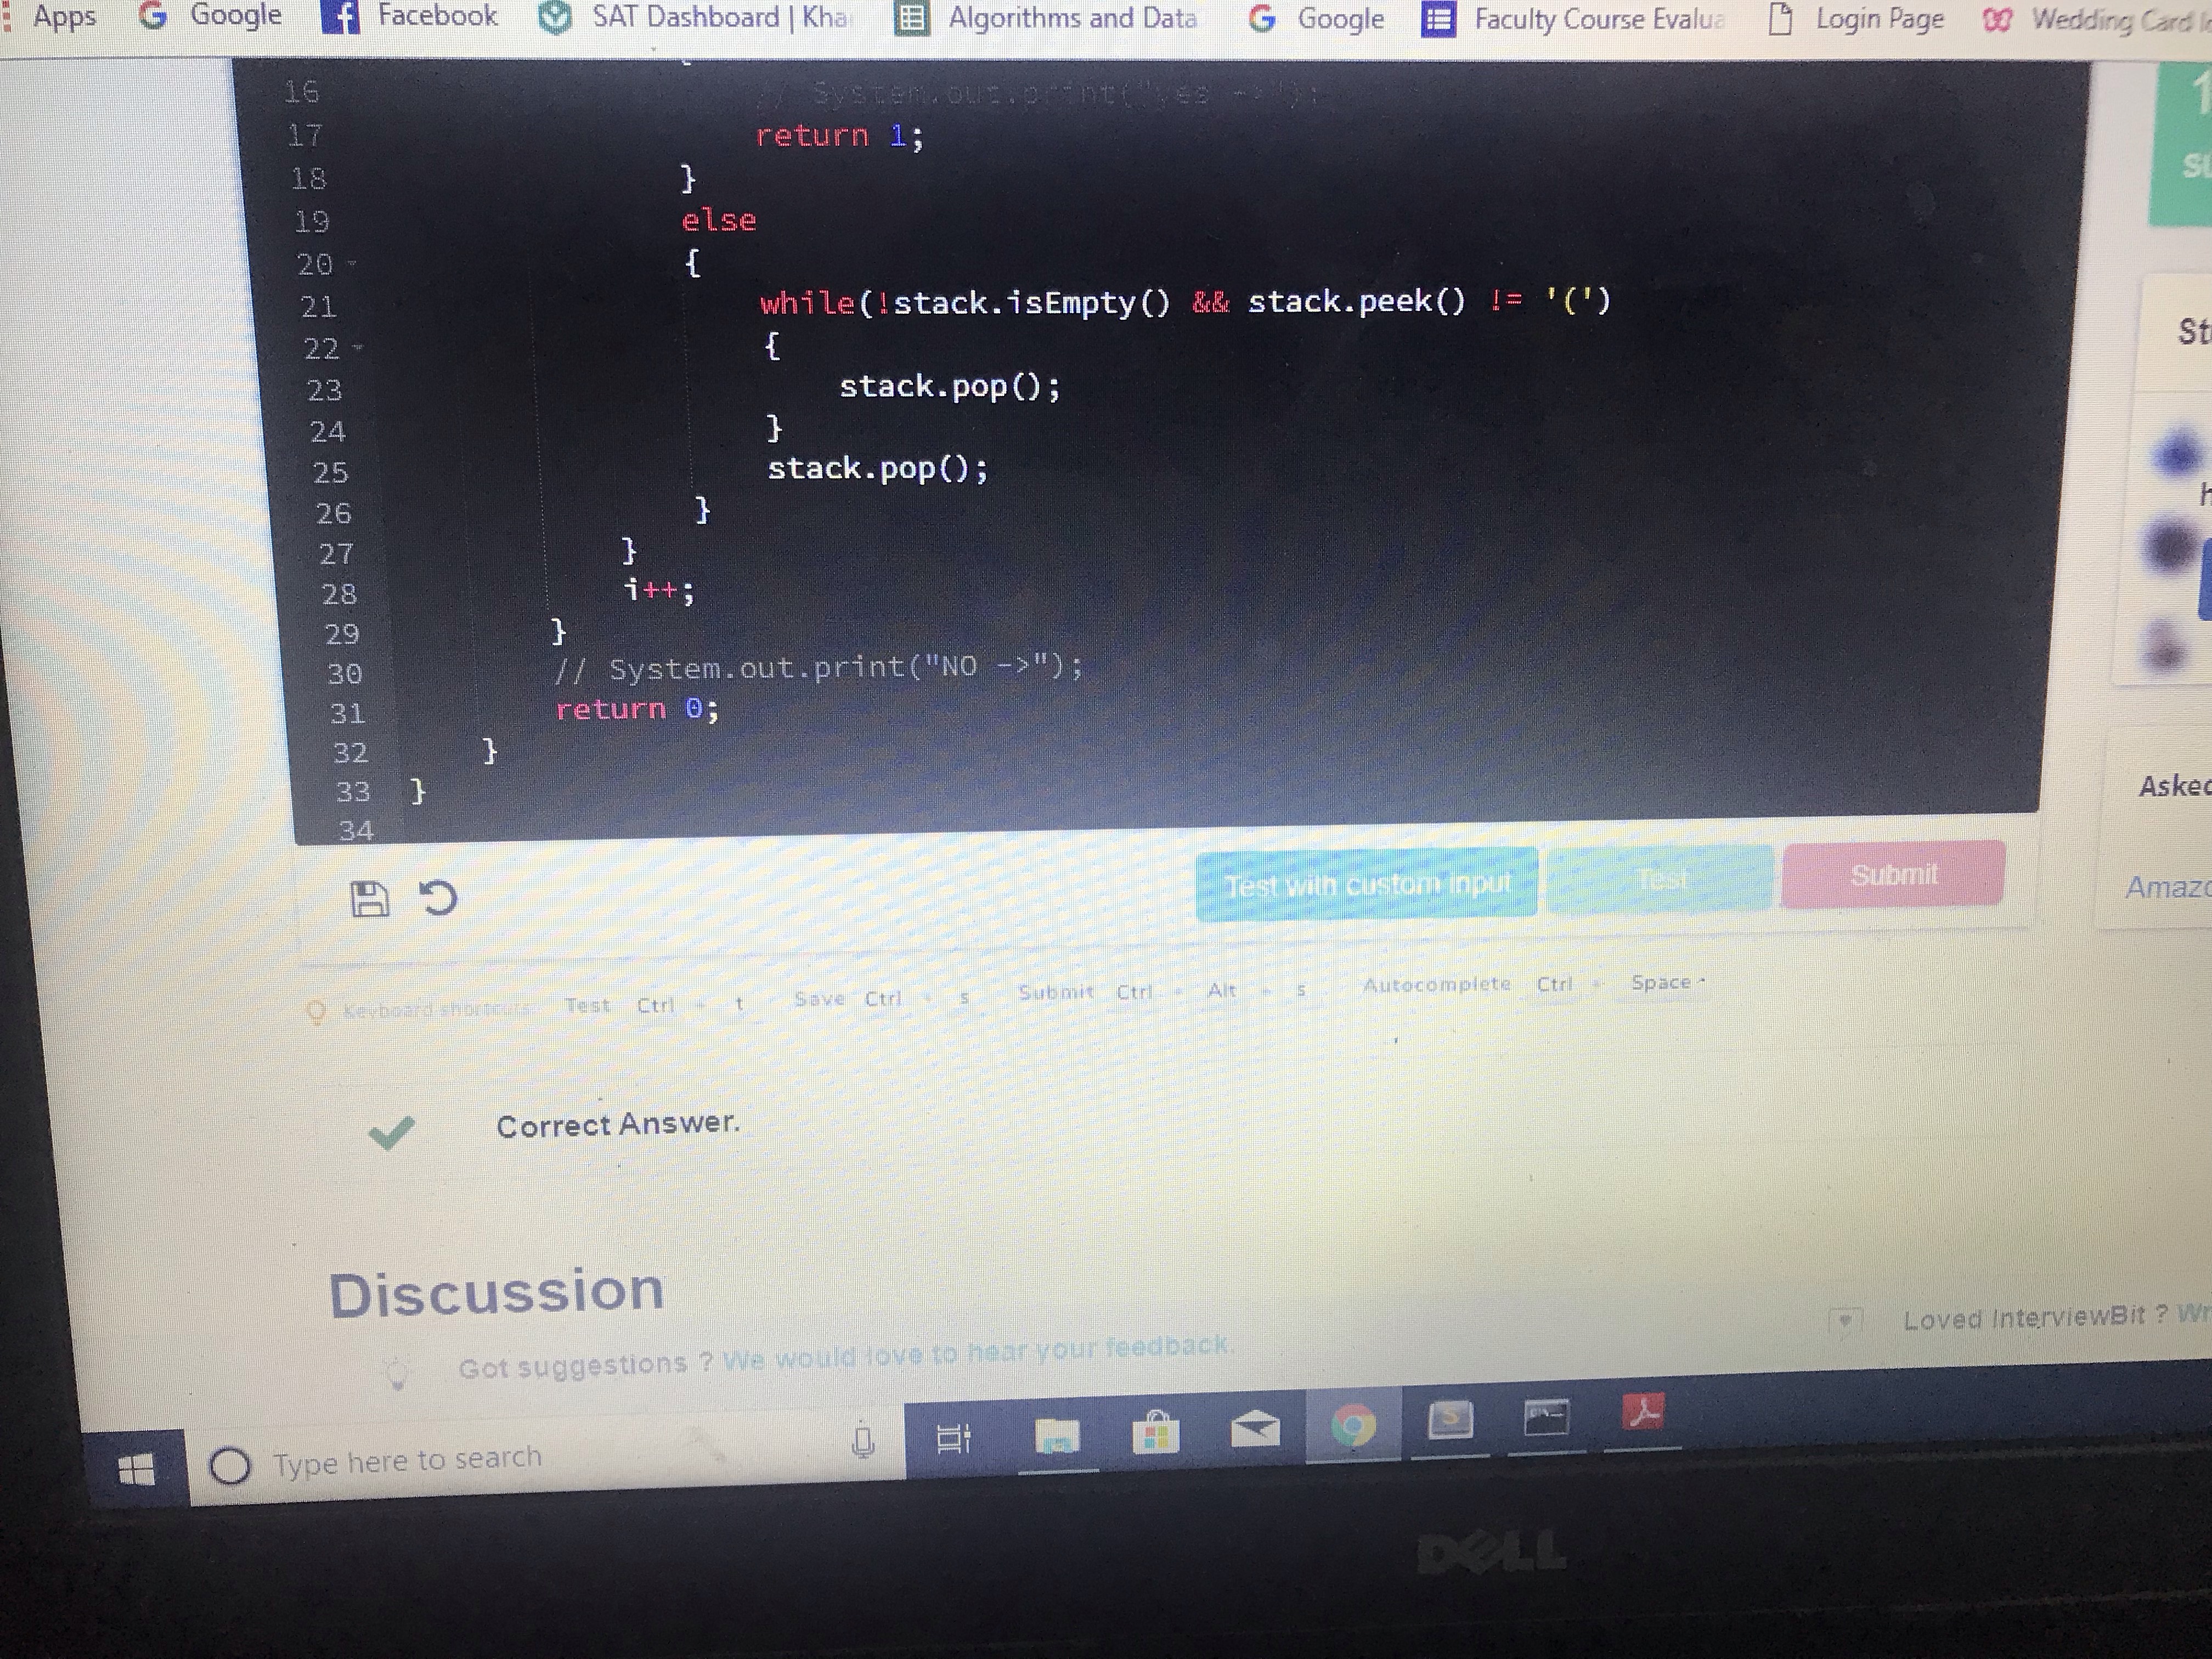 Apps Google Facebook SAT Dashboard | Kha Algorithms and Data Google Faculty Course Evalua Login Page Wedding Card
16 // System.out.print("Yes ->");
17 return 1;
18 }
19 else
20 {
21 while(!stack.isEmpty() && stack.peek() != '(')
22 {
23 stack.pop();
24 }
25 stack.pop();
26 }
27 }
28 i++;
29 }
30 // System.out.print("NO ->");
31 return 0;
32 }
33 }
34
Test with custom input Test Submit
Keyboard shortcuts: Test Ctrl + t Save Ctrl + s Submit Ctrl + Alt + s Autocomplete Ctrl + Space
Correct Answer.
Discussion
Got suggestions ? We would love to hear your feedback.
Loved InterviewBit ? Wr
Type here to search
St
Asked
Amazo
DELL